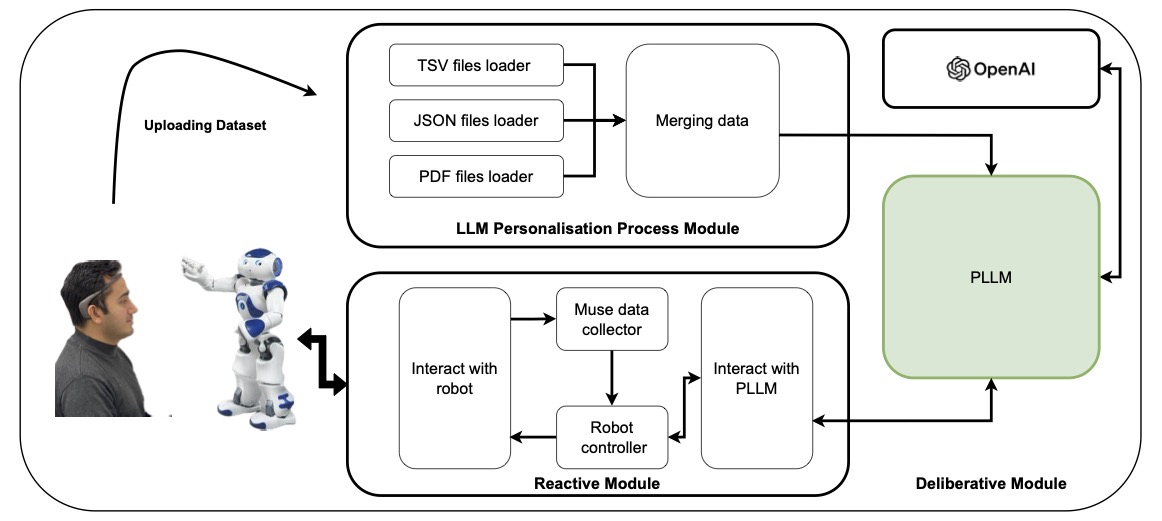 Uploading Dataset
TSV files loader
JSON files loader
PDF files loader
Merging data
LLM Personalisation Process Module
OpenAI
PLLM
Interact with
robot
Muse data
collector
Robot
controller
Interact with
PLLM
Reactive Module
Deliberative Module